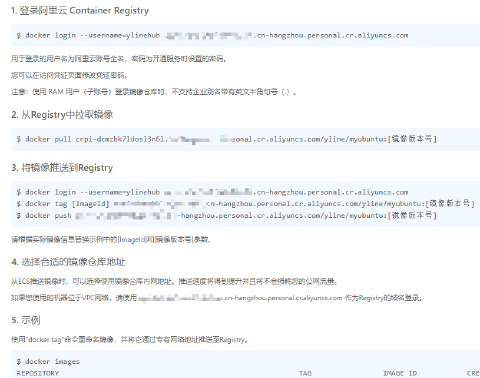 1. 登录阿里云 Container Registry
$ docker login --username=ylinehub .cn-hangzhou.personal.cr.aliyuncs.com
用于登录的用户名为阿里云账号全名，密码为开通服务时设置的密码。
您可以在访问凭证页面修改凭证密码。
注意：使用 RAM 用户（子账号）登录镜像仓库时，不支持企业别名带有英文半角句号（.）。
2. 从Registry中拉取镜像
$ docker pull sonal.cr.aliyuncs.com/yline/myubuntu:[镜像版本号]
3. 将镜像推送到Registry
$ docker login --username=ylinehub .cn-hangzhou.personal.cr.aliyuncs.com
$ docker tag [ImageId] cn-hangzhou.personal.cr.aliyuncs.com/yline/myubuntu:[镜像版本号]
$ docker push -hangzhou.personal.cr.aliyuncs.com/yline/myubuntu:[镜像版本号]
请根据实际镜像信息替换示例中的[ImageId]和[镜像版本号]参数。
4. 选择合适的镜像仓库地址
从ECS推送镜像时，可以选择使用镜像仓库内网地址。推送速度将得到提升并且将不会损耗您的公网流量。
如果您使用的机器位于VPC网络，请使用 .cn-hangzhou.personal.cr.aliyuncs.com 作为Registry的域名登录。
5. 示例
使用"docker tag"命令重命名镜像，并将它通过专有网络地址推送至Registry。
$ docker images
REPOSITORY TAG IMAGE ID CRE